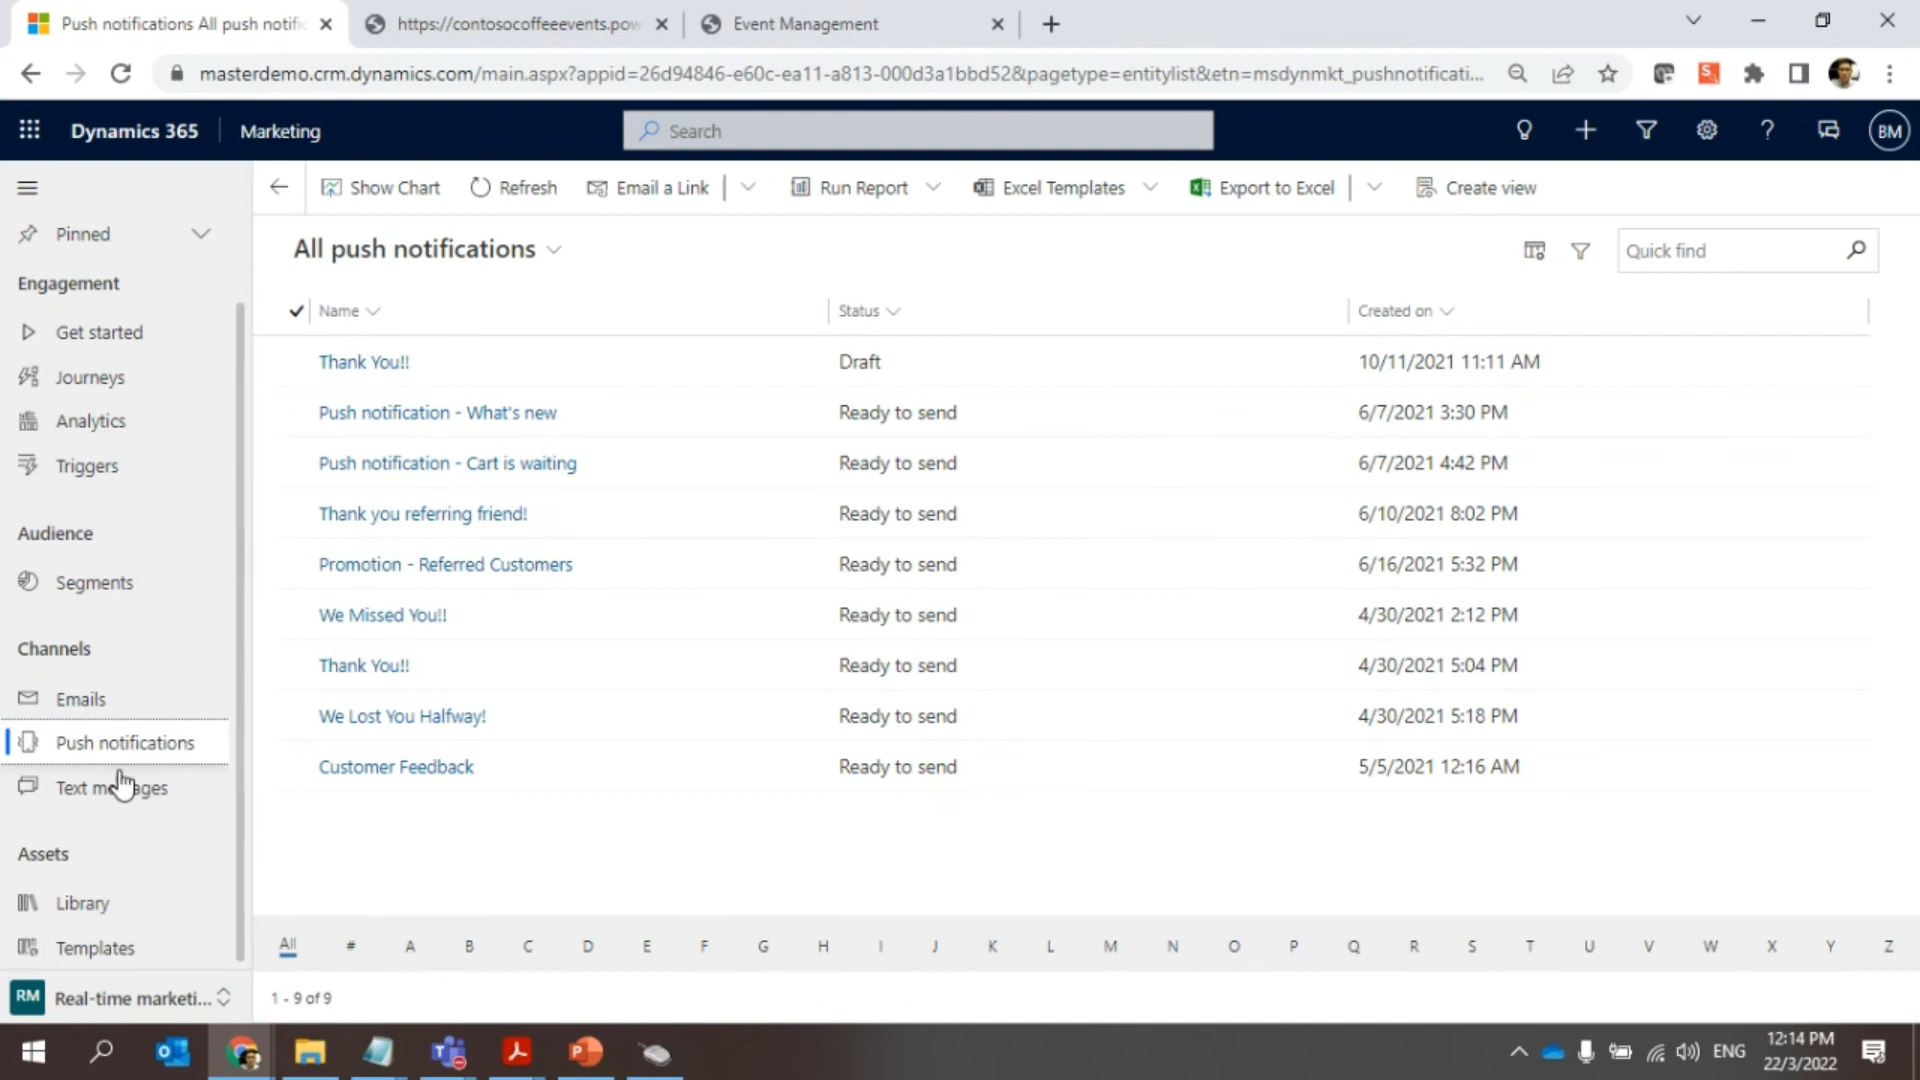 Push notifications All push notific
https://contosocoffeeevents.pow
Event Management
masterdemo.crm.dynamics.com/main.aspx?appid=26d94846-e60c-ea11-a813-000d3a1bbd52&pagetype=entitylist&etn=msdynmkt_pushnotificati...
Dynamics 365
Marketing
Search
BM
Show Chart
Refresh
Email a Link
Run Report
Excel Templates
Export to Excel
Create view
Pinned
Engagement
Get started
Journeys
Analytics
Triggers
Audience
Segments
Channels
Emails
Push notifications
Text
Assets
Library
Templates
RM Real-time marketi...
All push notifications
Quick find
Name Status Created on
Thank You!! Draft 10/11/2021 11:11 AM
Push notification - What's new Ready to send 6/7/2021 3:30 PM
Push notification - Cart is waiting Ready to send 6/7/2021 4:42 PM
Thank you referring friend! Ready to send 6/10/2021 8:02 PM
Promotion - Referred Customers Ready to send 6/16/2021 5:32 PM
We Missed You!! Ready to send 4/30/2021 2:12 PM
Thank You!! Ready to send 4/30/2021 5:04 PM
We Lost You Halfway! Ready to send 4/30/2021 5:18 PM
Customer Feedback Ready to send 5/5/2021 12:16 AM
All # A B C D E F G H I J K L M N O P Q R S T U V W X Y Z
1 - 9 of 9
ENG
12:14 PM
22/3/2022